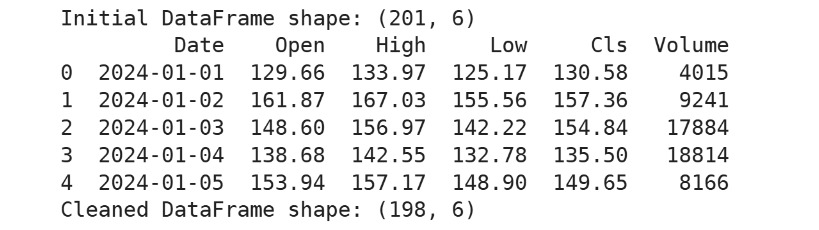 Initial DataFrame shape: (201, 6)
Date Open High Low Cls Volume
0 2024-01-01 129.66 133.97 125.17 130.58 4015
1 2024-01-02 161.87 167.03 155.56 157.36 9241
2 2024-01-03 148.60 156.97 142.22 154.84 17884
3 2024-01-04 138.68 142.55 132.78 135.50 18814
4 2024-01-05 153.94 157.17 148.90 149.65 8166
Cleaned DataFrame shape: (198, 6)